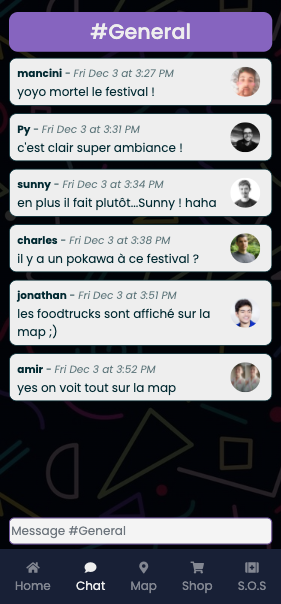 #General
mancini - Fri Dec 3 at 3:27 PM
yoyo mortel le festival !
Py - Fri Dec 3 at 3:31 PM
c'est clair super ambiance !
sunny - Fri Dec 3 at 3:34 PM
en plus il fait plutôt...Sunny ! haha
charles - Fri Dec 3 at 3:38 PM
il y a un pokawa à ce festival ?
jonathan - Fri Dec 3 at 3:51 PM
les foodtrucks sont affiché sur la
map ;)
amir - Fri Dec 3 at 3:52 PM
yes on voit tout sur la map
Message #General
Home Chat Map Shop S.O.S